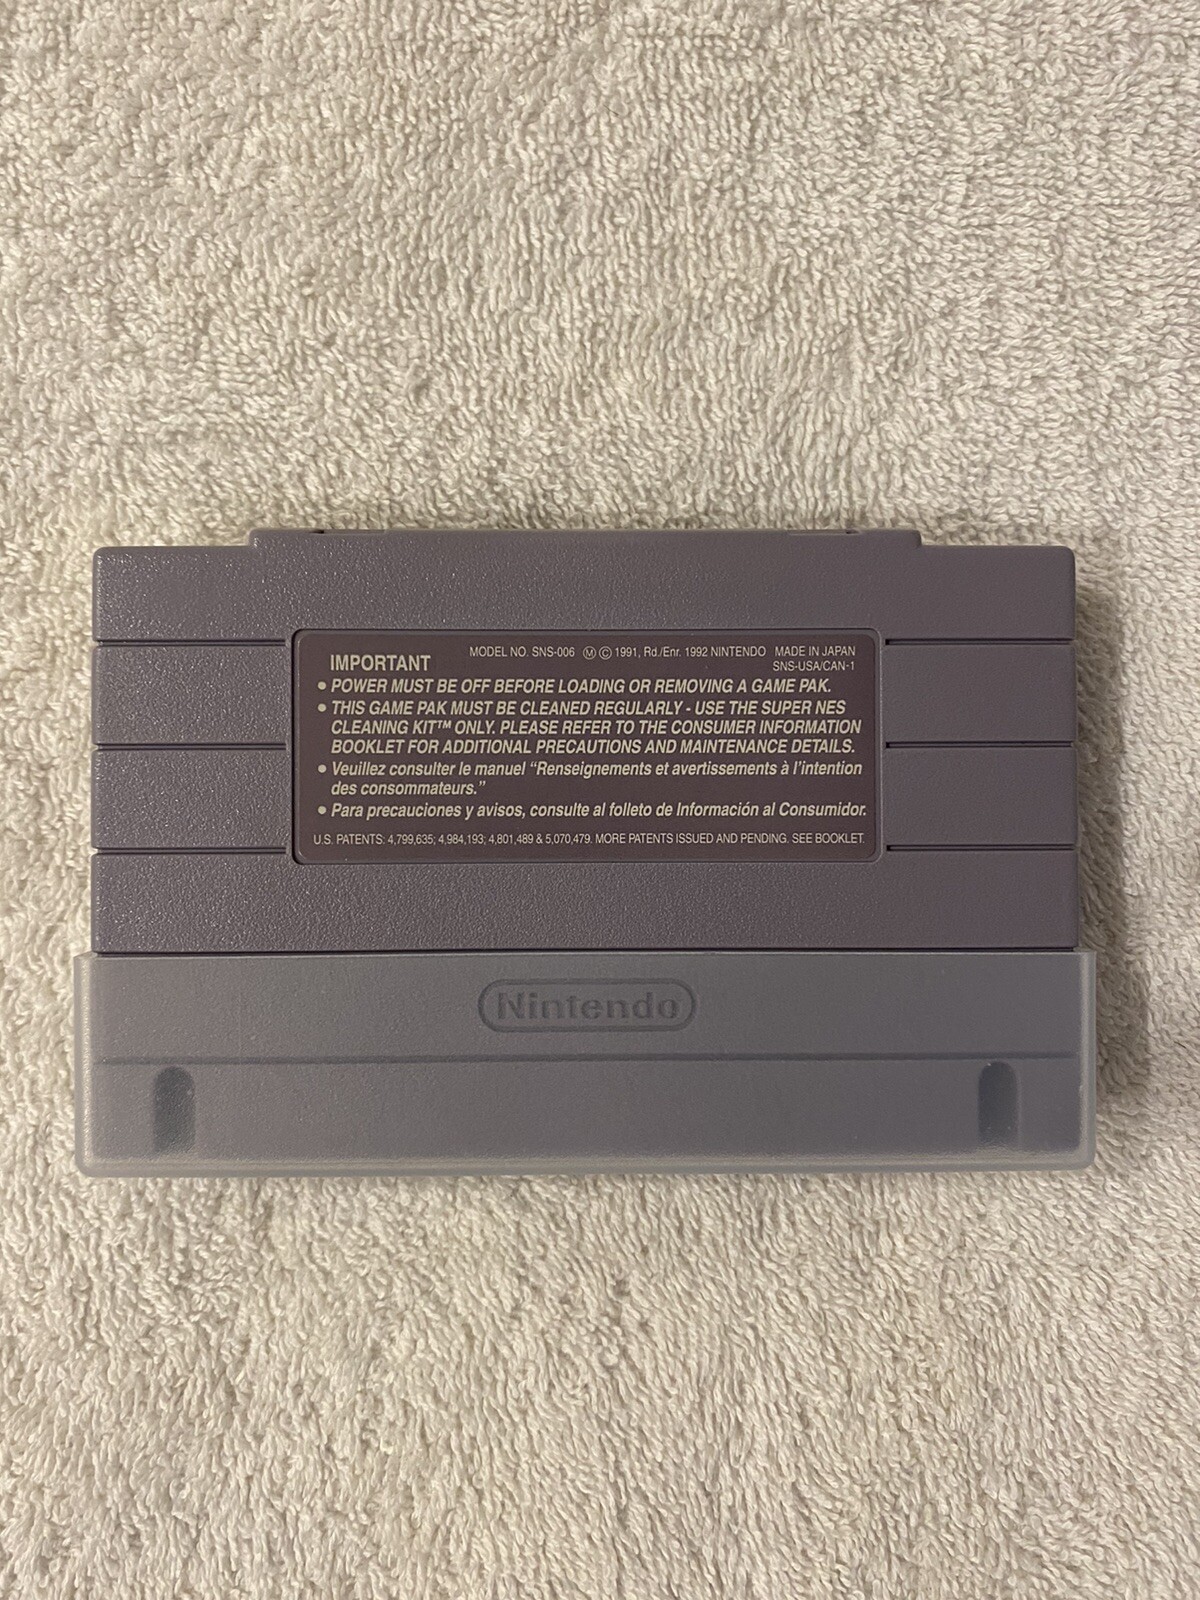 IMPORTANT
MODEL NO. SNS-006 Ⓜ © 1991, Rd./Enr. 1992 NINTENDO MADE IN JAPAN
SNS-USA/CAN-1
• POWER MUST BE OFF BEFORE LOADING OR REMOVING A GAME PAK.
• THIS GAME PAK MUST BE CLEANED REGULARLY - USE THE SUPER NES
CLEANING KIT™ ONLY. PLEASE REFER TO THE CONSUMER INFORMATION
BOOKLET FOR ADDITIONAL PRECAUTIONS AND MAINTENANCE DETAILS.
• Veuillez consulter le manuel “Renseignements et avertissements à l'intention
des consommateurs.”
• Para precauciones y avisos, consulte al folleto de Información al Consumidor.
U.S. PATENTS: 4,799,635; 4,984,193; 4,801,489 & 5,070,479. MORE PATENTS ISSUED AND PENDING. SEE BOOKLET.
Nintendo